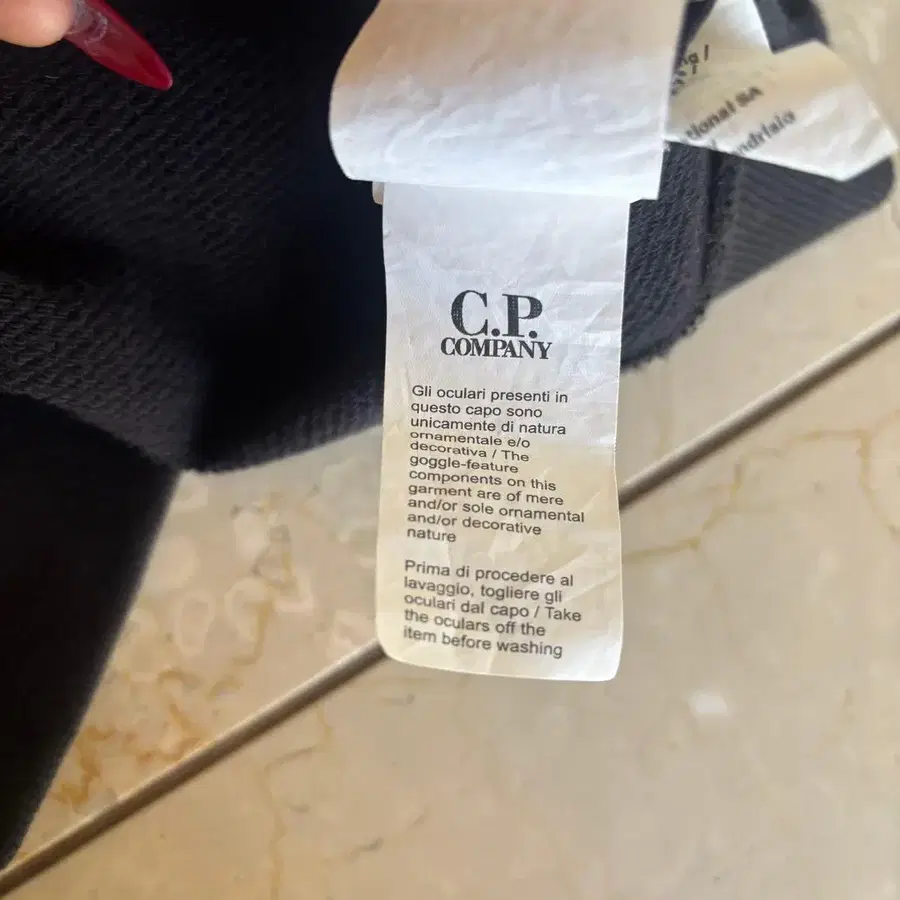 C.P.
COMPANY
Gli oculari presenti in
questo capo sono
unicamente di natura
ornamentale e/o
decorativa / The
goggle-feature
components on this
garment are of mere
and/or sole ornamental
and/or decorative
nature
Prima di procedere al
lavaggio, togliere gli
oculari dal capo / Take
the oculars off the
item before washing